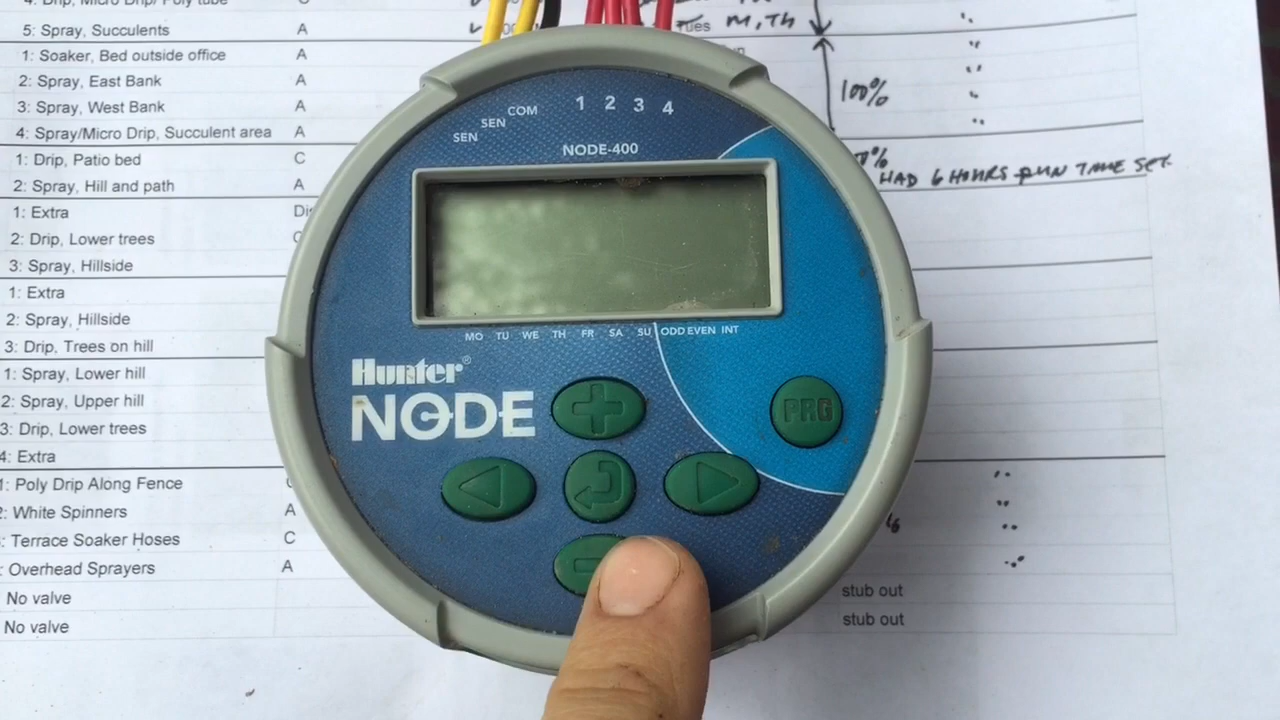 4: Drip, Micro Drip/ Poly tube
5: Spray, Succulents A Tues M, Th
1: Soaker, Bed outside office A "
2: Spray, East Bank A "
3: Spray, West Bank A 100% "
4: Spray/Micro Drip, Succulent area A "
1: Drip, Patio bed C
HAD 6 HOURS RUN TIME SET
2: Spray, Hill and path A
1: Extra
2: Drip, Lower trees
3: Spray, Hillside
1: Extra
2: Spray, Hillside
3: Drip, Trees on hill
1: Spray, Lower hill
2: Spray, Upper hill
3: Drip, Lower trees
4: Extra
1: Poly Drip Along Fence "
2: White Spinners A "
: Terrace Soaker Hoses C "
: Overhead Sprayers A "
No valve stub out
No valve stub out
SEN SEN COM 1 2 3 4
NODE-400
MO TU WE TH FR SA SU ODD EVEN INT
Hunter®
NODE
PRG